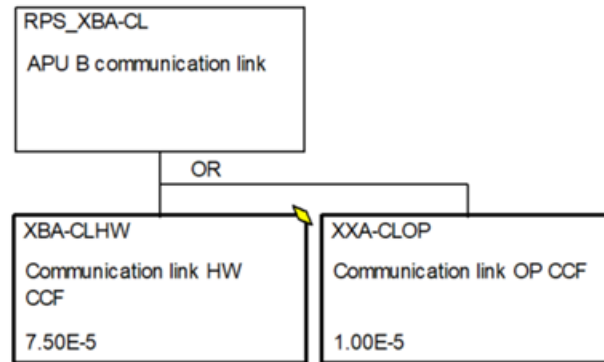 RPS_XBA-CL
APU B communication link
OR
XBA-CLHW
Communication link HW
CCF
7.50E-5
XXA-CLOP
Communication link OP CCF
1.00E-5